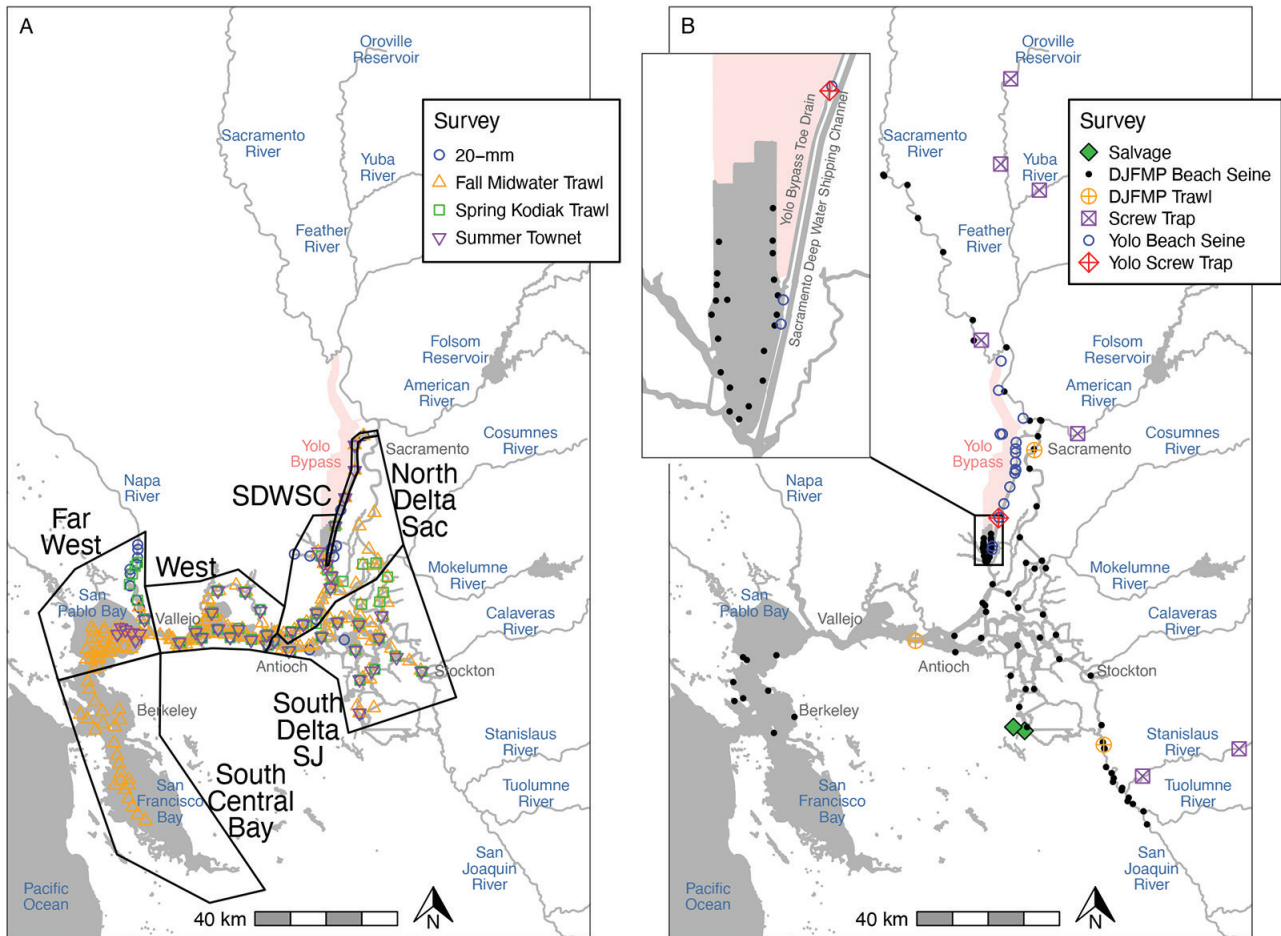 A
Oroville
Reservoir
Sacramento
River
Yuba
River
Feather
River
Survey
20-mm
Fall Midwater Trawl
Spring Kodiak Trawl
Summer Townet
Folsom
Reservoir
American
River
Yolo
Bypass
Sacramento
Cosumnes
River
Napa
River
SDWSC
North
Delta
Sac
Far
West
West
Mokelumne
River
San
Pablo Bay
Vallejo
Calaveras
River
Antioch
Stockton
Berkeley
South
Delta
SJ
Stanislaus
River
Tuolumne
River
San
Francisco
Bay
South
Central
Bay
San
Joaquin
River
Pacific
Ocean
40 km
N
B
Oroville
Reservoir
Yolo Bypass Toe Drain
Sacramento Deep Water Shipping Channel
Sacramento
River
Yuba
River
Feather
River
Survey
Salvage
DJFMP Beach Seine
DJFMP Trawl
Screw Trap
Yolo Beach Seine
Yolo Screw Trap
Folsom
Reservoir
American
River
Yolo
Bypass
Sacramento
Cosumnes
River
Napa
River
Mokelumne
River
San
Pablo Bay
Vallejo
Calaveras
River
Antioch
Stockton
Berkeley
Stanislaus
River
Tuolumne
River
San
Francisco
Bay
San
Joaquin
River
Pacific
Ocean
40 km
N